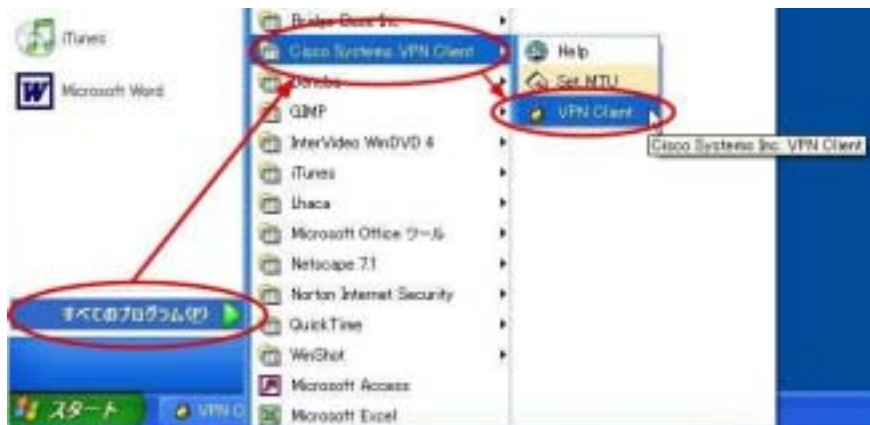 iTunes
Microsoft Word
すべてのプログラム(P)
スタート
VPN C
Cisco Systems VPN Client
GIMP
InterVideo WinDVD 4
iTunes
Lhaca
Microsoft Office ツール
Netscape 7.1
Norton Internet Security
QuickTime
WinShot
Microsoft Access
Microsoft Excel
Help
Set MTU
VPN Client
Cisco Systems Inc. VPN Client